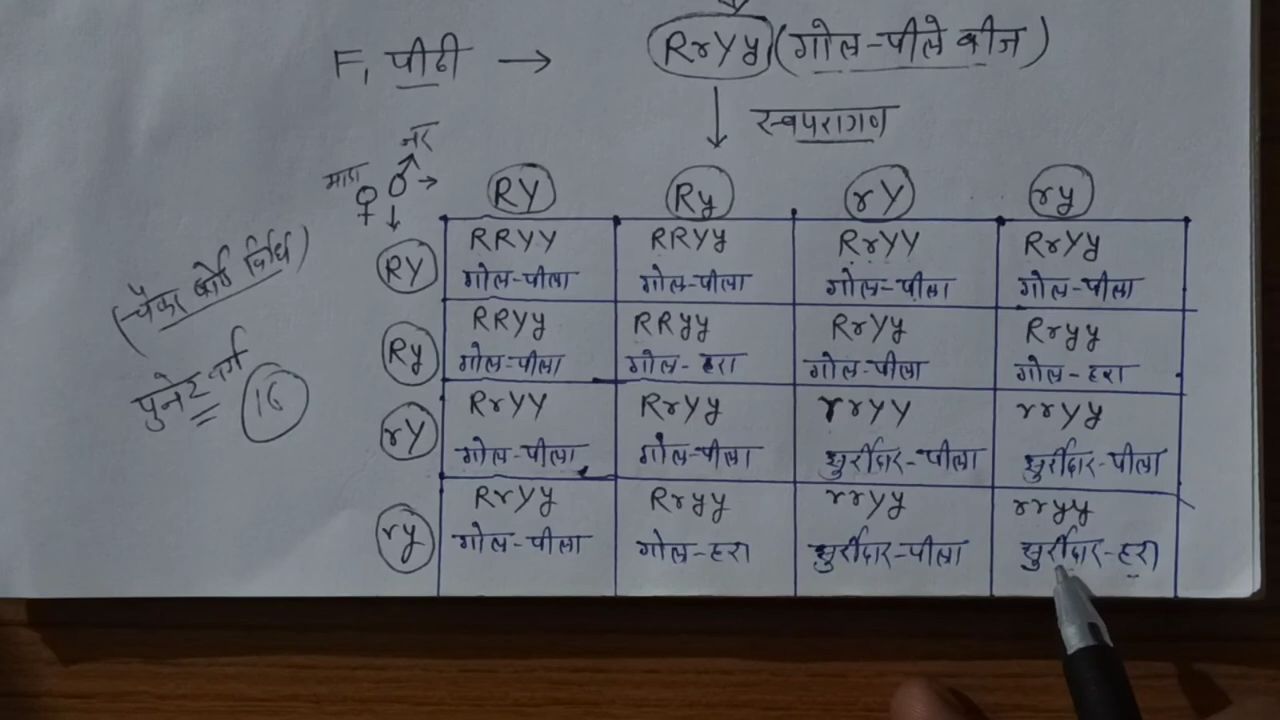 F₁ पीढी → RrYy (गोल-पीले बीज)
स्वपरागण
नर
मादा ♀ ♂ →
RY Ry rY ry
RY RRYY RRYy RrYY RrYy
गोल-पीला गोल-पीला गोल-पीला गोल-पीला
Ry RRYy RRyy RrYy Rryy
गोल-पीला गोल-हरा गोल-पीला गोल-हरा
rY RrYY RrYy rrYY rrYy
गोल-पीला गोल-पीला झुर्रीदार-पीला झुर्रीदार-पीला
ry RrYy Rryy rrYy rryy
गोल-पीला गोल-हरा झुर्रीदार-पीला झुर्रीदार-हरा
(चैकर बोर्ड विधि)
पुनेट वर्ग 16